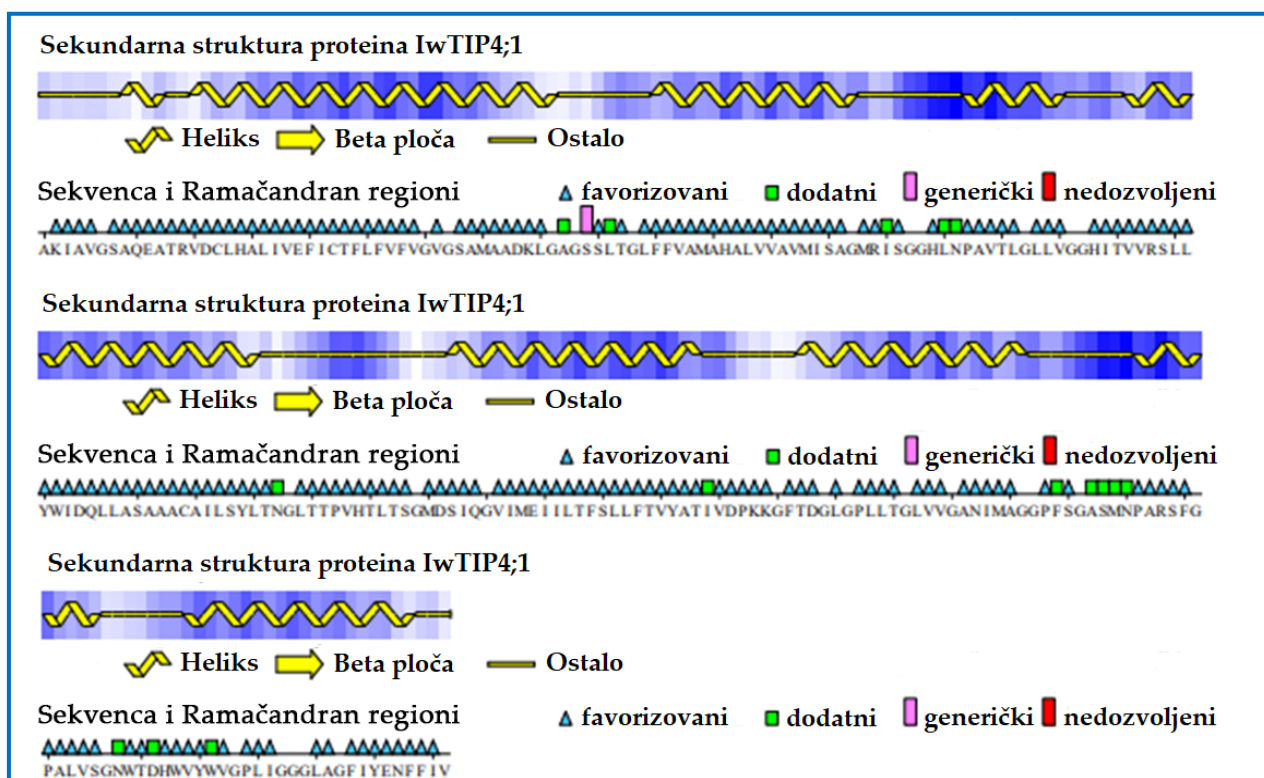 Sekundarna struktura proteina IwTIP4;1
Heliks Beta ploča Ostalo
Sekvenca i Ramačandran regioni favorizovani dodatni generički nedozvoljeni
AKIAVGSAQEATRVDCLHALIVEFICTFLFVFVGVGSAMAADKLGAGSSLTGLFFVAMAHALVVAVMISAGMRISGGHLNPAVTLGLLVGGHITVVRSLL
Sekundarna struktura proteina IwTIP4;1
Heliks Beta ploča Ostalo
Sekvenca i Ramačandran regioni favorizovani dodatni generički nedozvoljeni
YWIDQLLASAAACAILSYLTNGLTTPVHTLTSGMDSIQGVIMEIILTFSLLFTVYATIVDPKKGFTDGLGPLLTGLVVGANIMAGGPFSGASMNPARSFG
Sekundarna struktura proteina IwTIP4;1
Heliks Beta ploča Ostalo
Sekvenca i Ramačandran regioni favorizovani dodatni generički nedozvoljeni
PALVSGNWTDHWVYWVGPLIGGGLAGFIYENFFIV